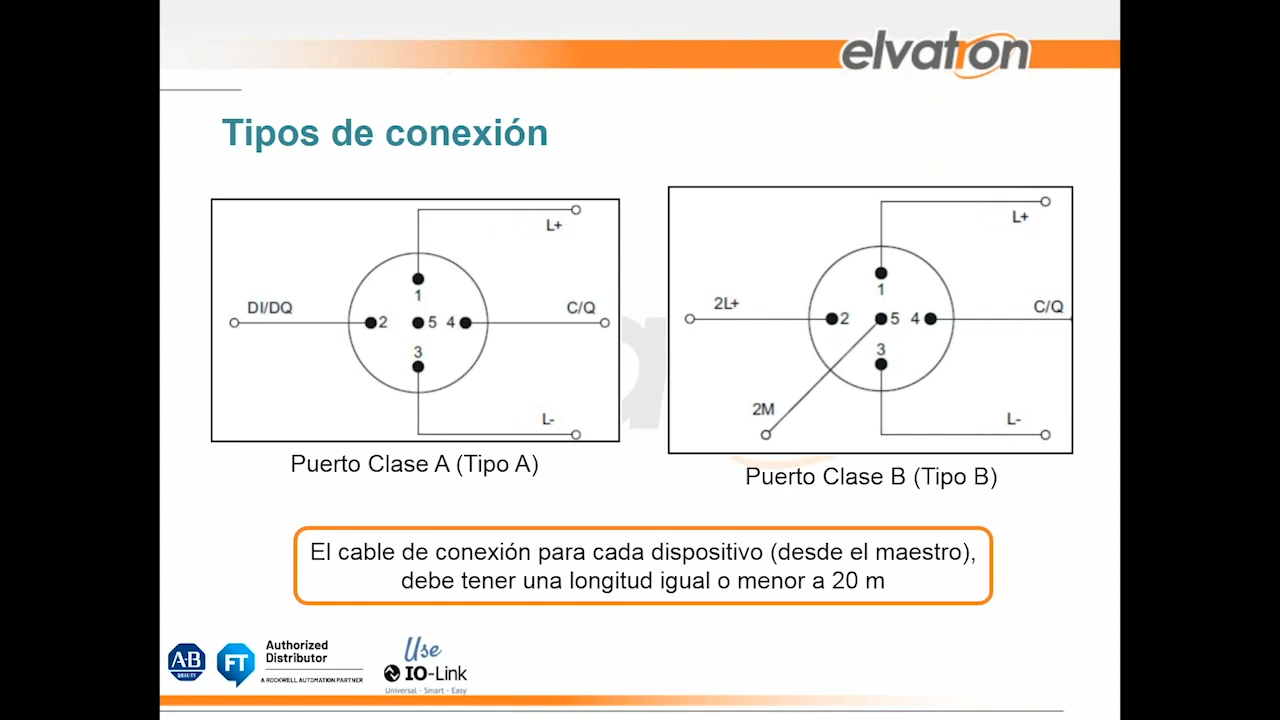 elvatron
Tipos de conexión
L+
DI/DQ
C/Q
1
2
5
4
3
L-
Puerto Clase A (Tipo A)
L+
2L+
C/Q
1
2
5
4
3
2M
L-
Puerto Clase B (Tipo B)
El cable de conexión para cada dispositivo (desde el maestro),
debe tener una longitud igual o menor a 20 m
AB
QUALITY
FT
Authorized
Distributor
A ROCKWELL AUTOMATION PARTNER
Use
IO-Link
Universal - Smart - Easy